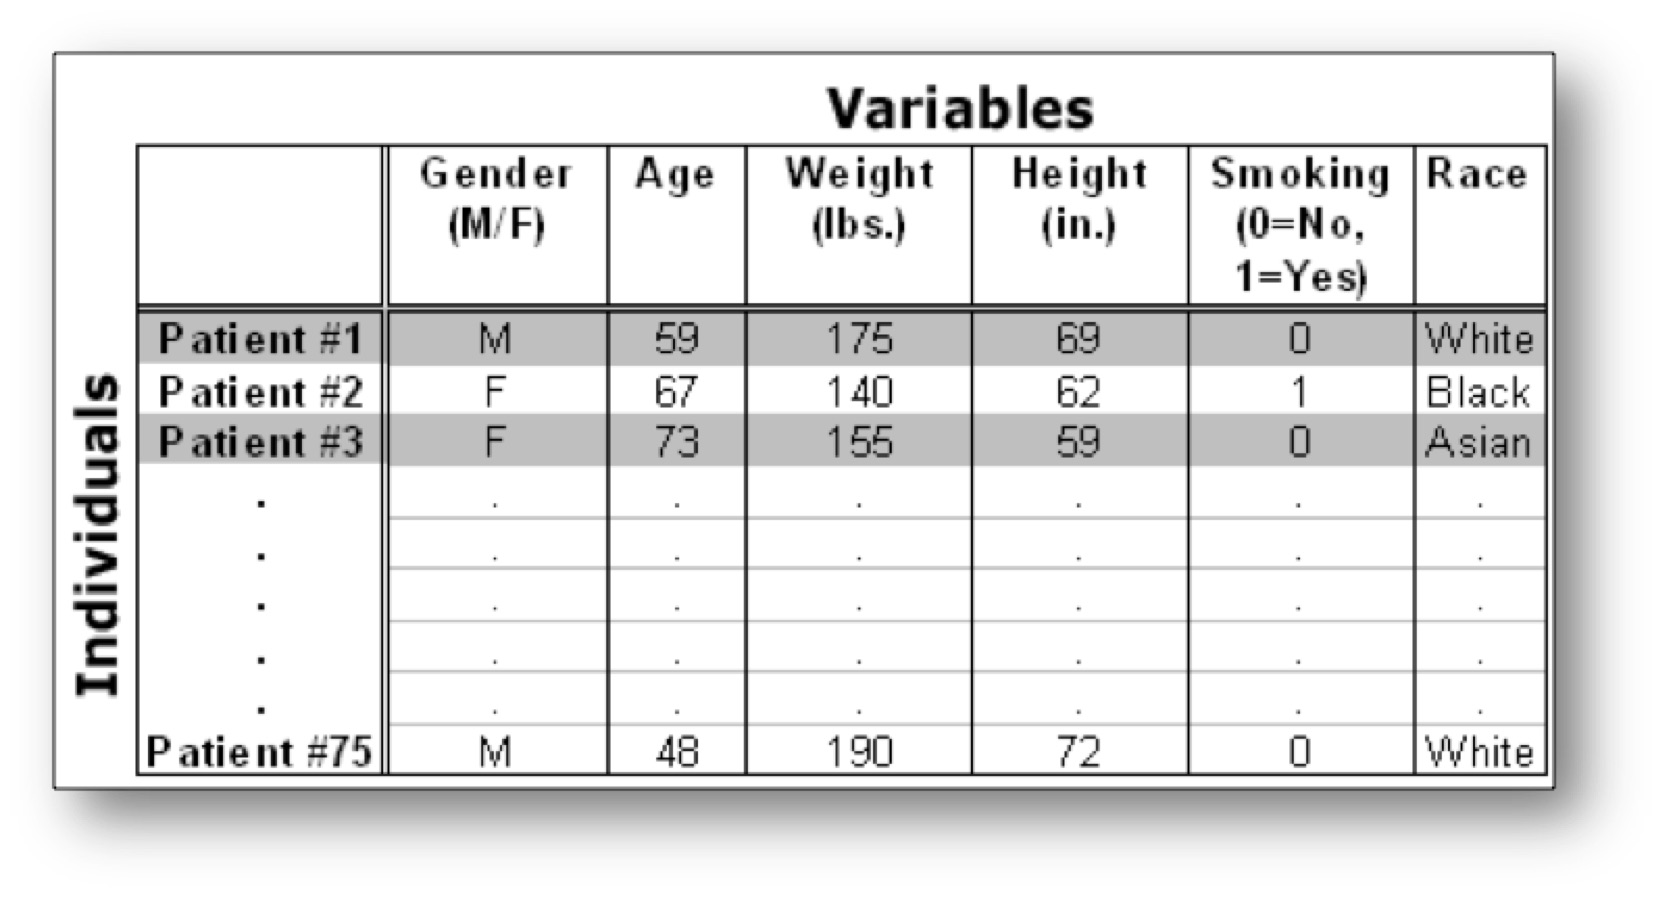 Variables
Gender Age Weight Height Smoking Race
(M/F) (lbs.) (in.) (0=No,
1=Yes)
Individuals
Patient #1 M 59 175 69 0 White
Patient #2 F 67 140 62 1 Black
Patient #3 F 73 155 59 0 Asian
. . . . . . .
. . . . . . .
. . . . . . .
. . . . . . .
. . . . . . .
Patient #75 M 48 190 72 0 White